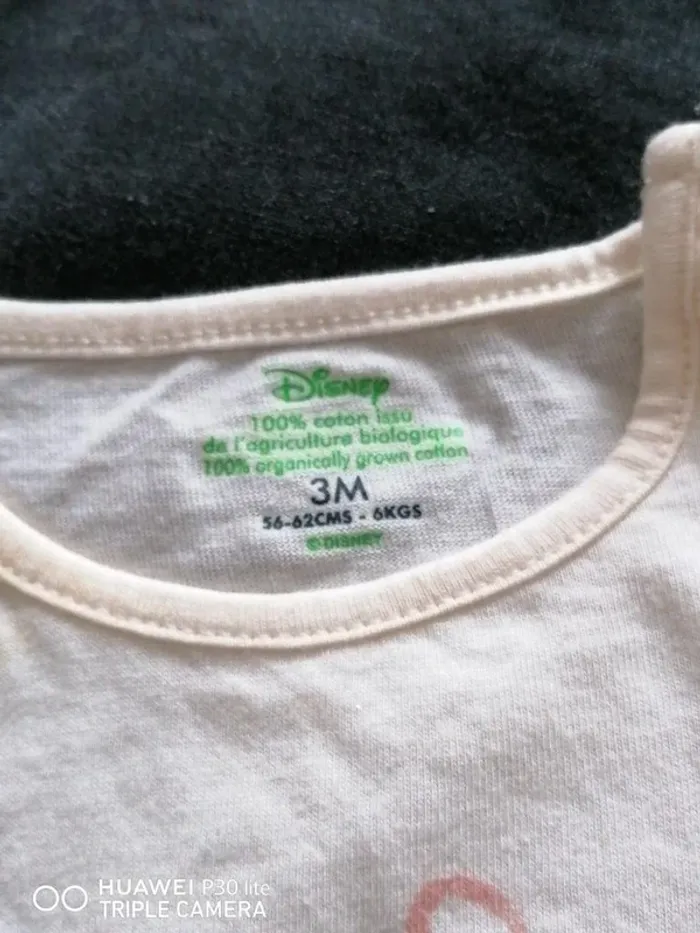 Disney
100% coton issu
de l'agriculture biologique
100% organically grown cotton
3M
56-62CMS - 6KGS
©DISNEY
HUAWEI P30 lite
TRIPLE CAMERA